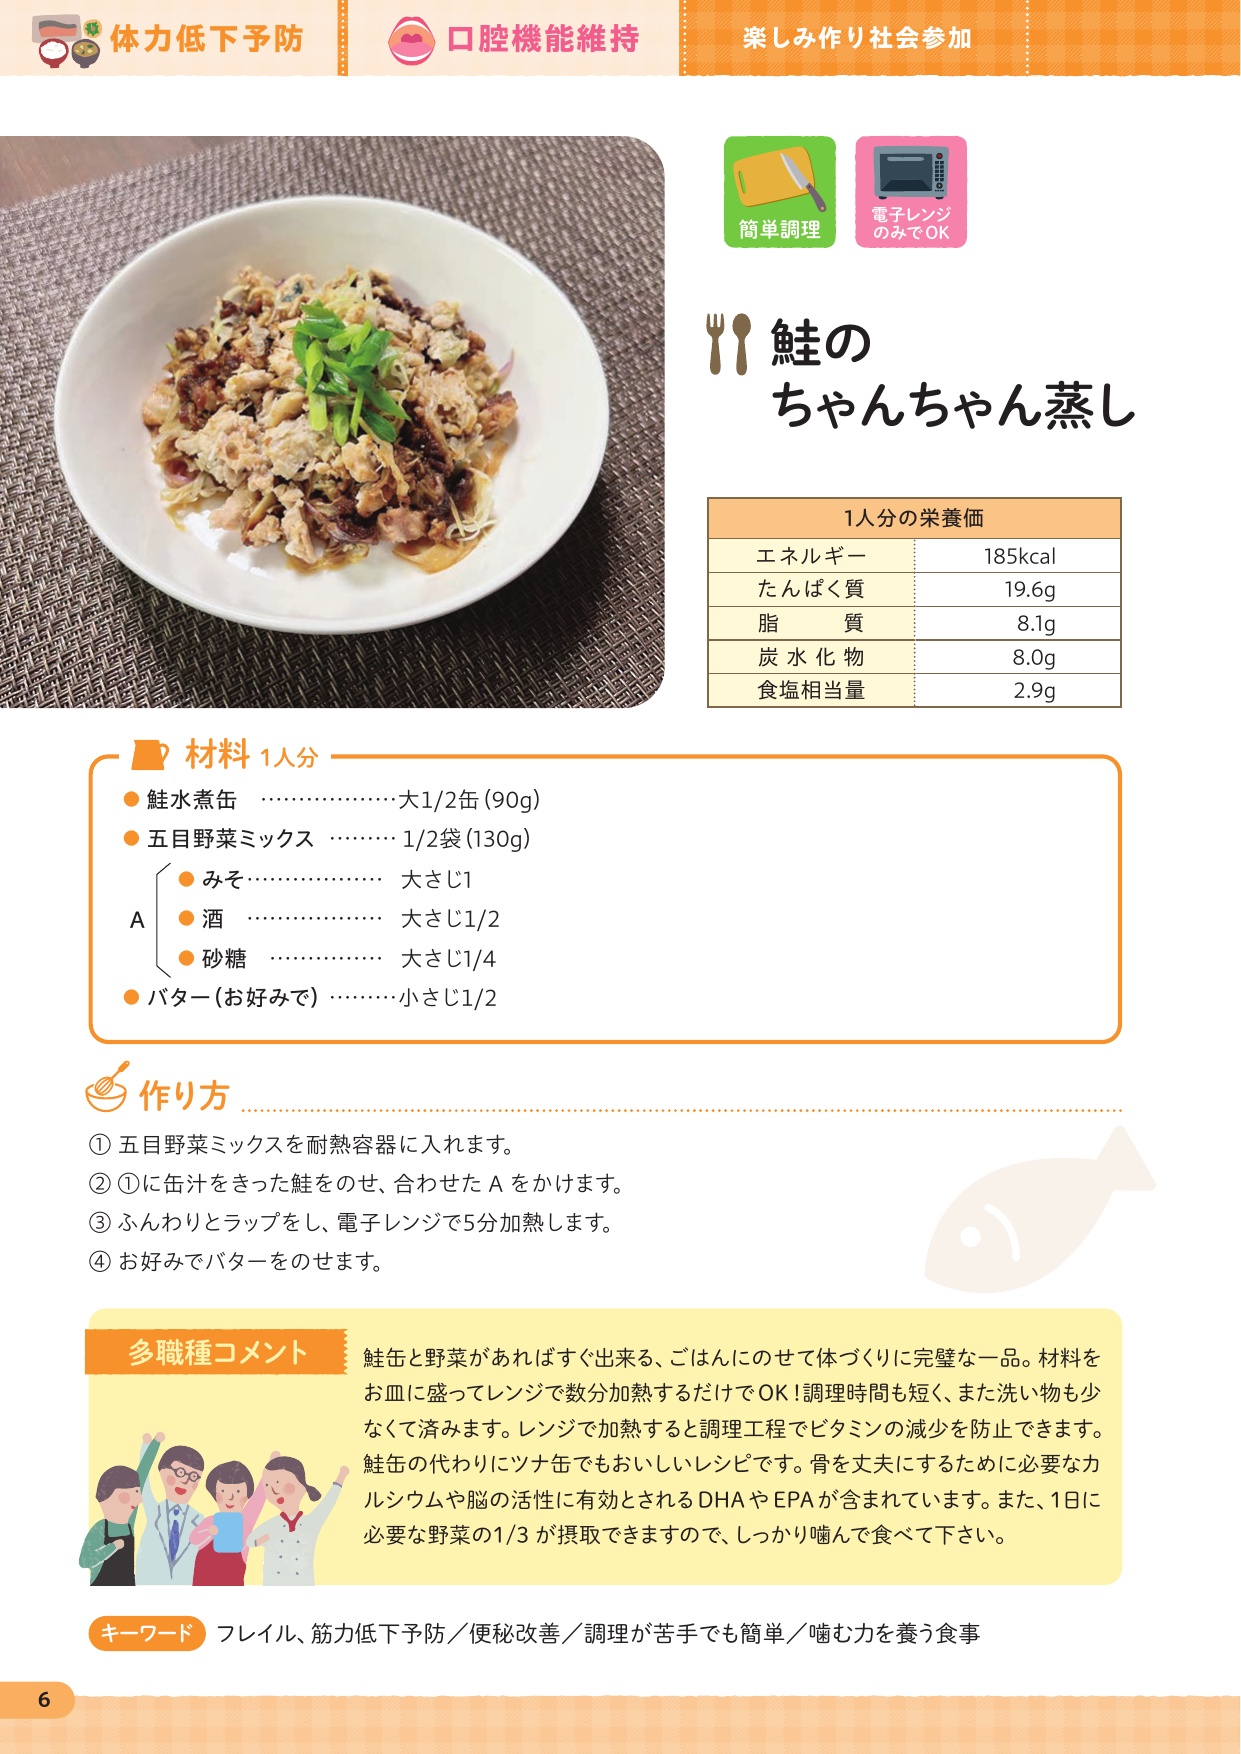 体力低下予防
口腔機能維持
楽しみ作り社会参加
簡単調理
電子レンジ
のみでOK
鮭の
ちゃんちゃん蒸し
1人分の栄養価
エネルギー 185kcal
たんぱく質 19.6g
脂質 8.1g
炭水化物 8.0g
食塩相当量 2.9g
材料 1人分
● 鮭水煮缶 ………………大1/2缶(90g)
● 五目野菜ミックス ……… 1/2袋(130g)
A
● みそ……………… 大さじ1
● 酒 ……………… 大さじ1/2
● 砂糖 …………… 大さじ1/4
● バター(お好みで) ………小さじ1/2
作り方
① 五目野菜ミックスを耐熱容器に入れます。
② ①に缶汁をきった鮭をのせ、合わせた A をかけます。
③ ふんわりとラップをし、電子レンジで5分加熱します。
④ お好みでバターをのせます。
多職種コメント
鮭缶と野菜があればすぐ出来る、ごはんにのせて体づくりに完璧な一品。材料を
お皿に盛ってレンジで数分加熱するだけでOK!調理時間も短く、また洗い物も少
なくて済みます。レンジで加熱すると調理工程でビタミンの減少を防止できます。
鮭缶の代わりにツナ缶でもおいしいレシピです。骨を丈夫にするために必要なカ
ルシウムや脳の活性に有効とされるDHAやEPAが含まれています。また、1日に
必要な野菜の1/3 が摂取できますので、しっかり噛んで食べて下さい。
キーワード フレイル、筋力低下予防/便秘改善/調理が苦手でも簡単/噛む力を養う食事
6